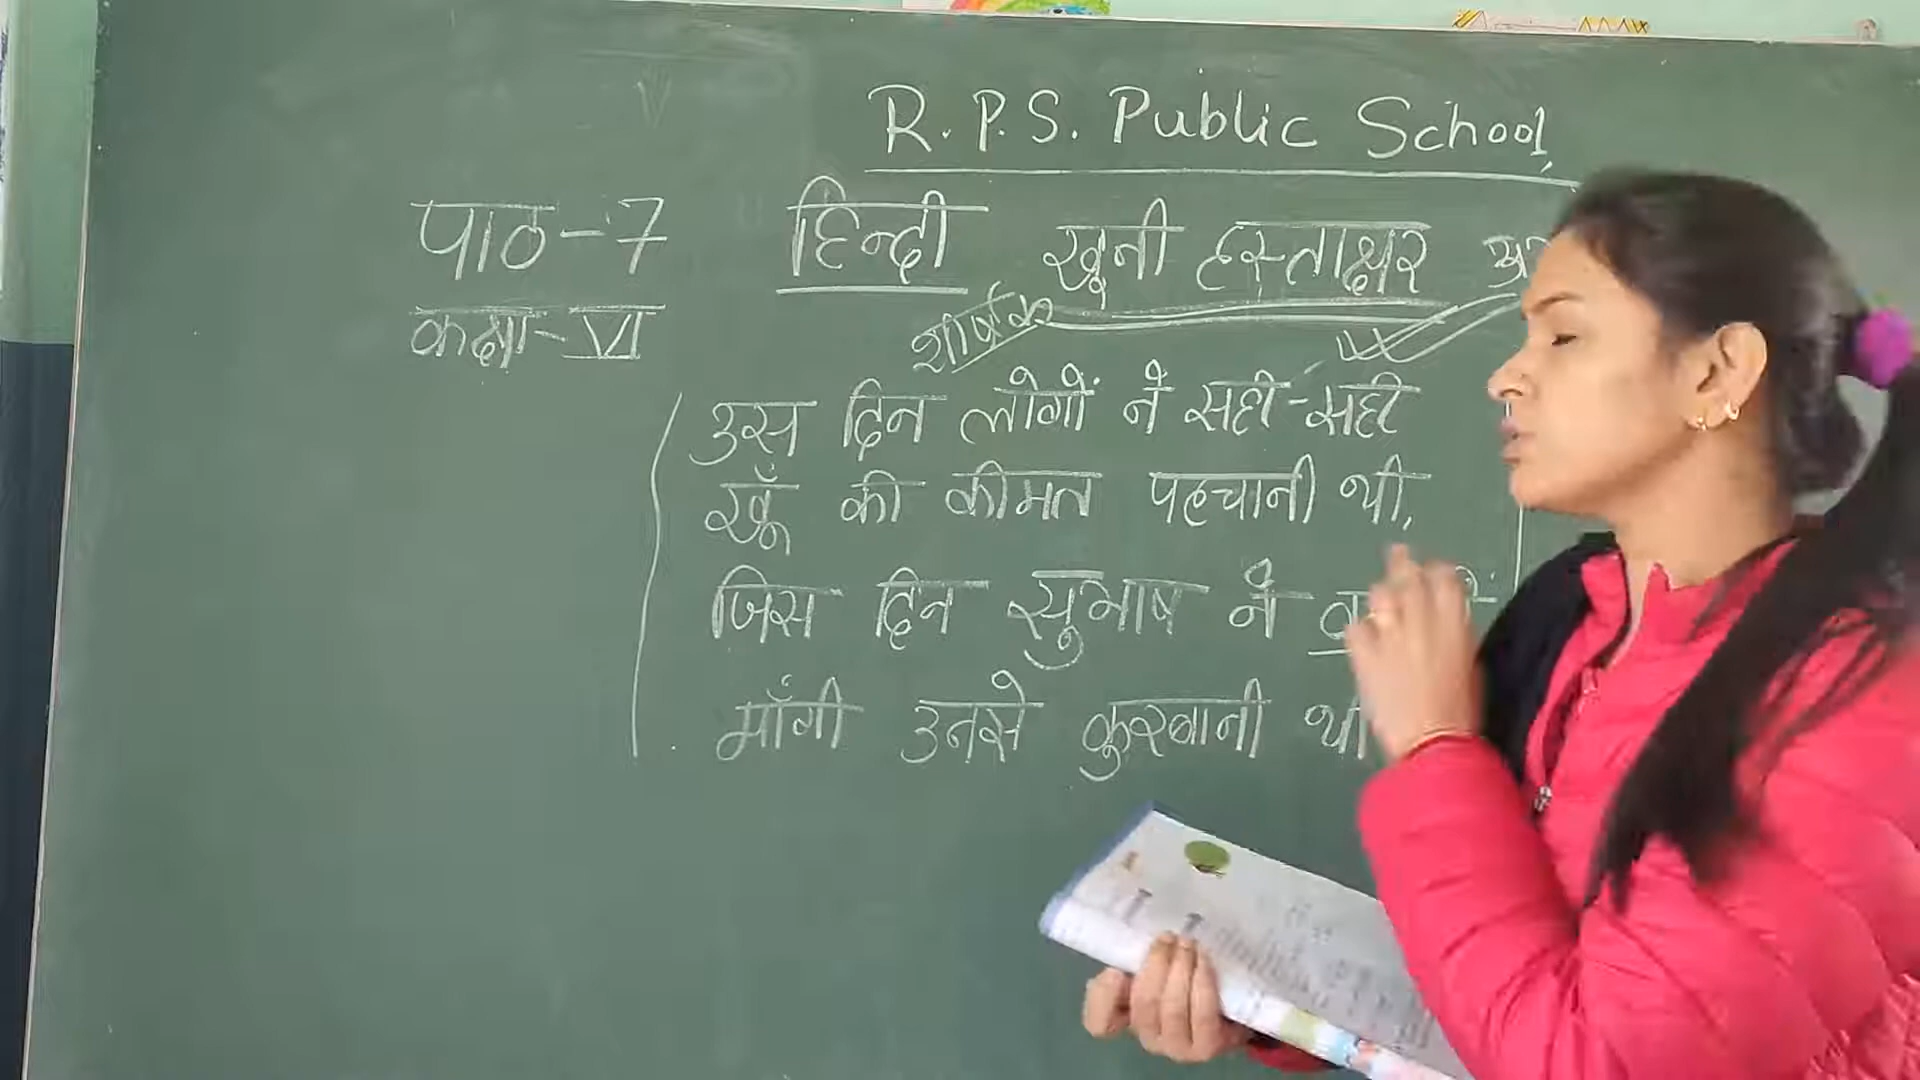 R. P. S. Public School,
पाठ-7 हिन्दी खूनी हस्ताक्षर
कक्षा-VI शीर्षक
उस दिन लोगों ने सही-सही
खूँ की कीमत पहचानी थी,
जिस दिन सुभाष ने
माँगी उनसे कुरबानी थी